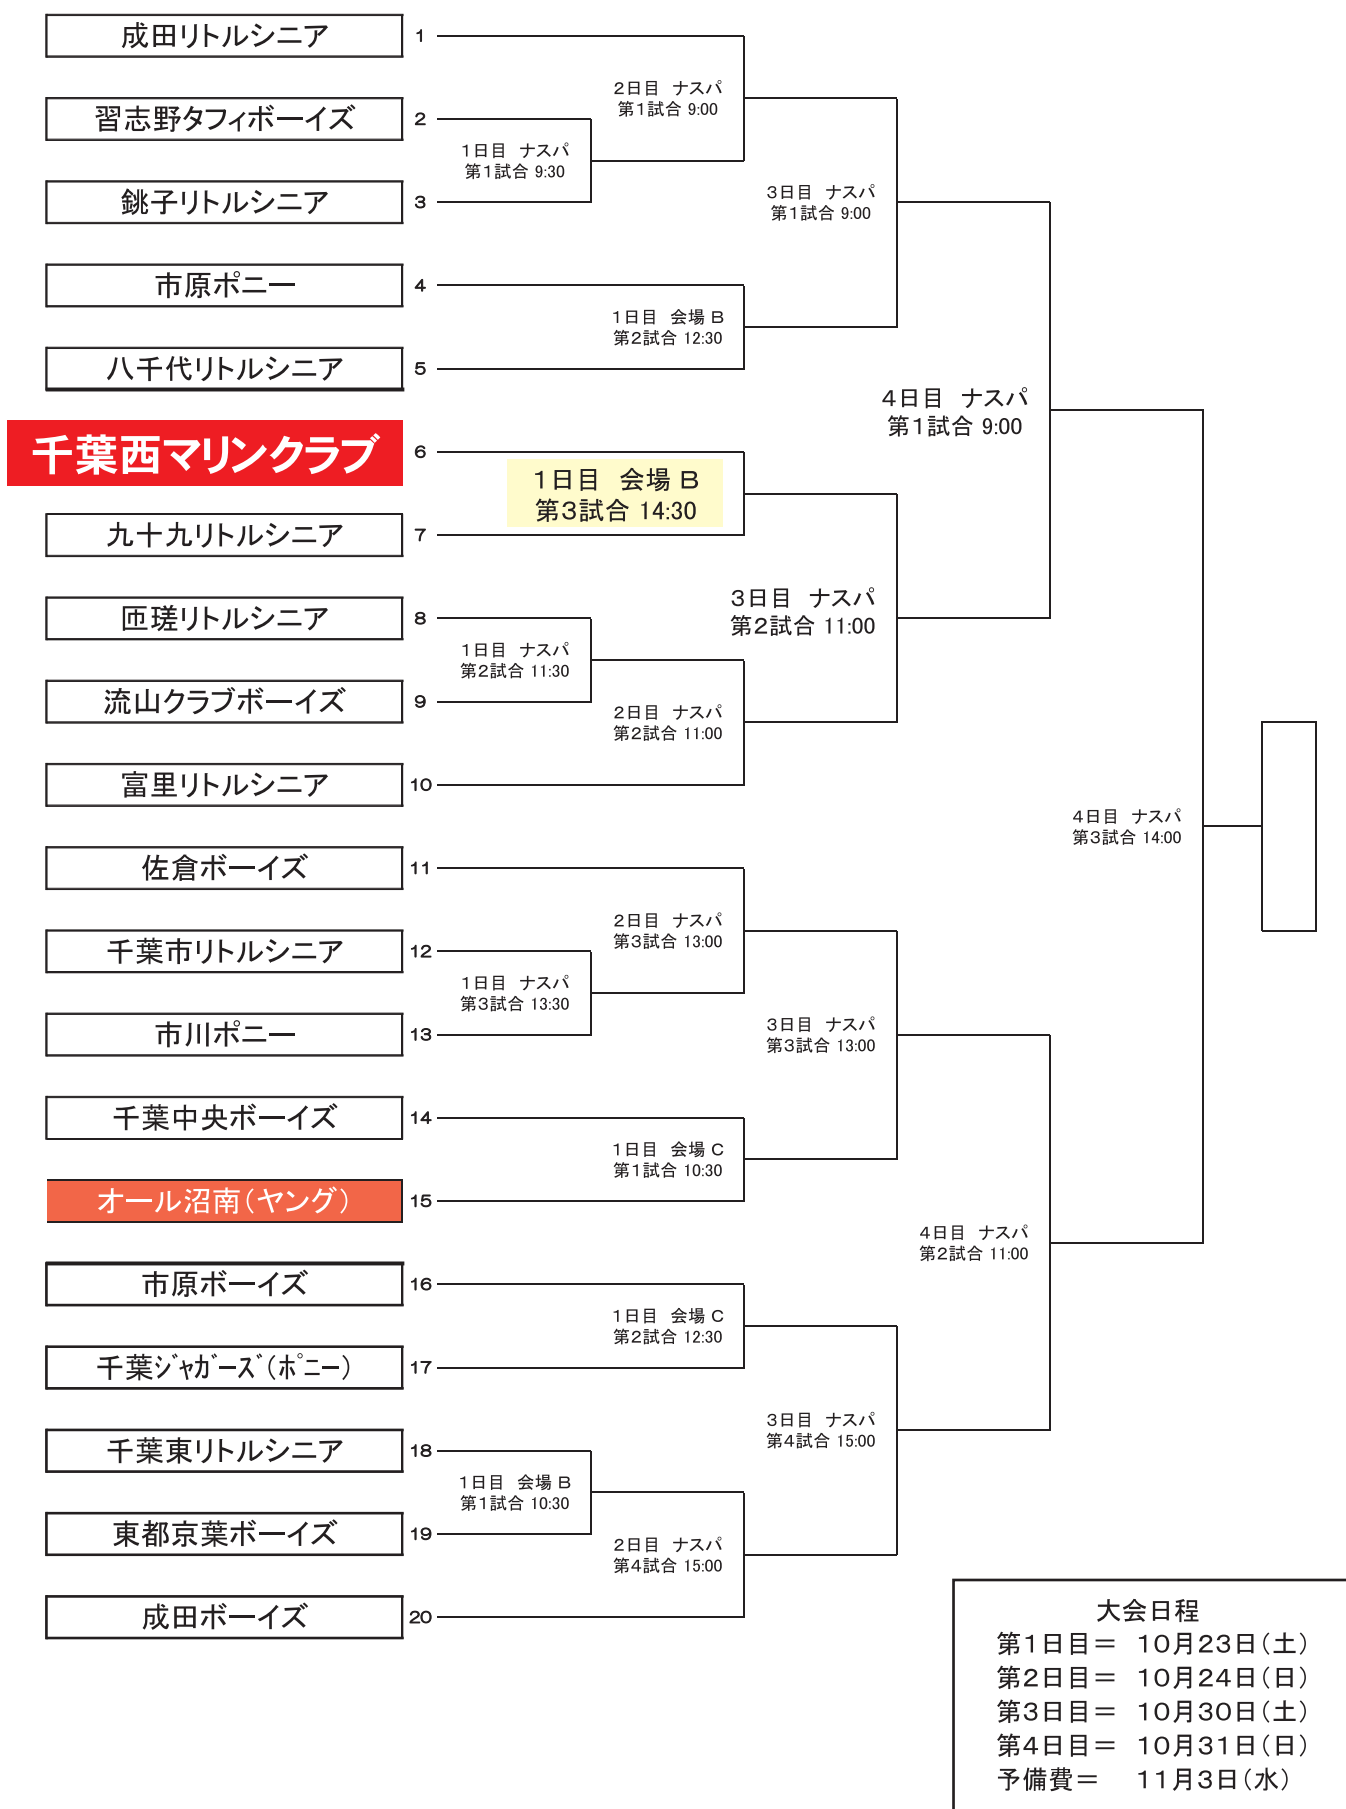 成田リトルシニア 1
習志野タフィボーイズ 2
銚子リトルシニア 3
市原ポニー 4
八千代リトルシニア 5
千葉西マリンクラブ 6
九十九リトルシニア 7
匝瑳リトルシニア 8
流山クラブボーイズ 9
富里リトルシニア 10
佐倉ボーイズ 11
千葉市リトルシニア 12
市川ポニー 13
千葉中央ボーイズ 14
オール沼南(ヤング) 15
市原ボーイズ 16
千葉ｼﾞｬｶﾞｰｽﾞ(ﾎﾟﾆｰ) 17
千葉東リトルシニア 18
東都京葉ボーイズ 19
成田ボーイズ 20
1日目 ナスパ
第1試合 9:30
1日目 ナスパ
第2試合 11:30
1日目 ナスパ
第3試合 13:30
1日目 会場 B
第1試合 10:30
2日目 ナスパ
第1試合 9:00
1日目 会場 B
第2試合 12:30
1日目 会場 B
第3試合 14:30
2日目 ナスパ
第2試合 11:00
2日目 ナスパ
第3試合 13:00
1日目 会場 C
第1試合 10:30
1日目 会場 C
第2試合 12:30
2日目 ナスパ
第4試合 15:00
3日目 ナスパ
第1試合 9:00
3日目 ナスパ
第2試合 11:00
3日目 ナスパ
第3試合 13:00
3日目 ナスパ
第4試合 15:00
4日目 ナスパ
第1試合 9:00
4日目 ナスパ
第2試合 11:00
4日目 ナスパ
第3試合 14:00
大会日程
第1日目＝ 10月23日(土)
第2日目＝ 10月24日(日)
第3日目＝ 10月30日(土)
第4日目＝ 10月31日(日)
予備費＝ 11月3日(水)